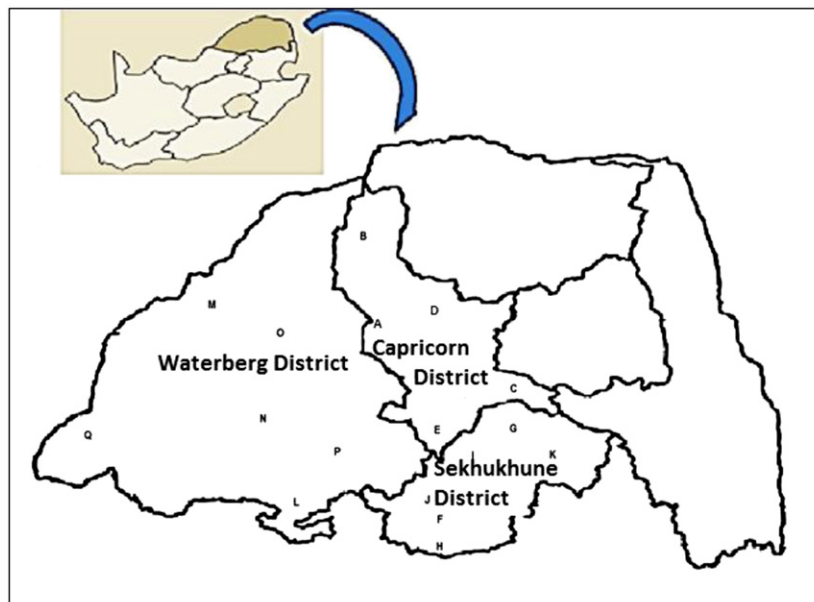 B
M
D
A
O
Capricorn
Waterberg District
District
C
N
E
G
Q
P
K
Sekhukhune
J
District
L
F
H